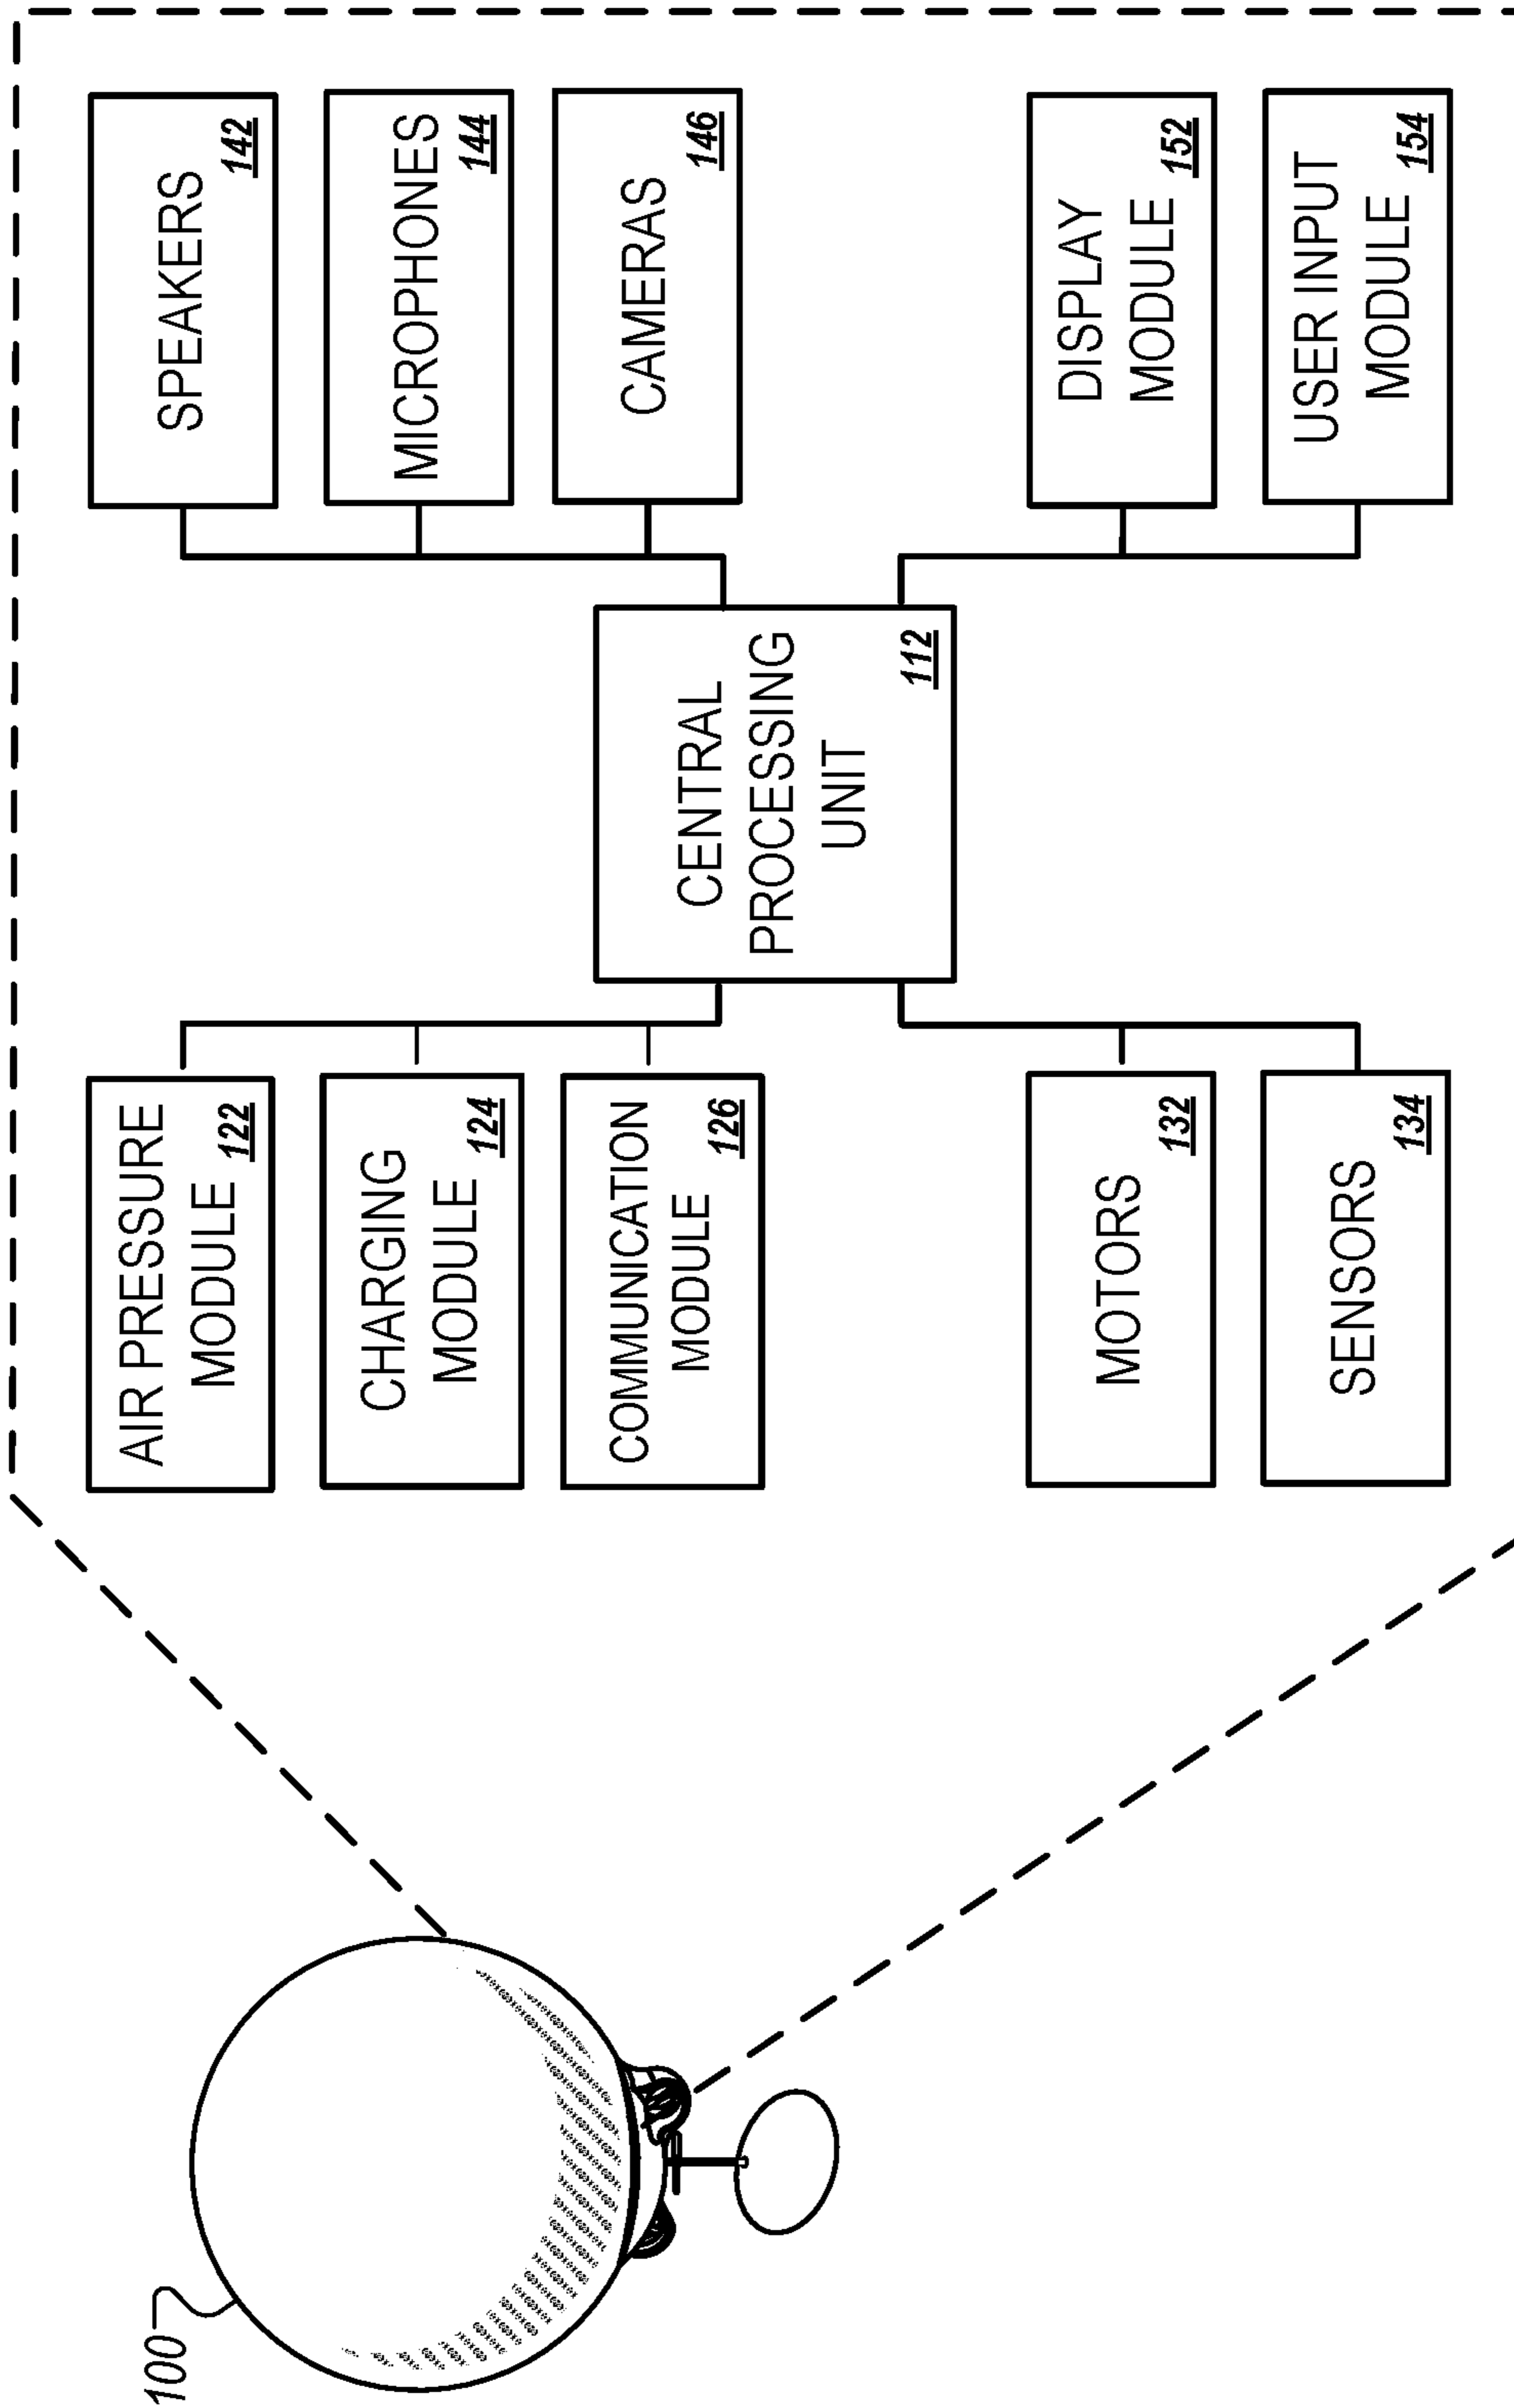 100
AIR PRESSURE
MODULE
122
CHARGING
MODULE
124
COMMUNICATION
MODULE
126
MOTORS
132
SENSORS
134
CENTRAL
PROCESSING
UNIT
112
SPEAKERS
142
MICROPHONES
144
CAMERAS
146
DISPLAY
MODULE
152
USER INPUT
MODULE
154